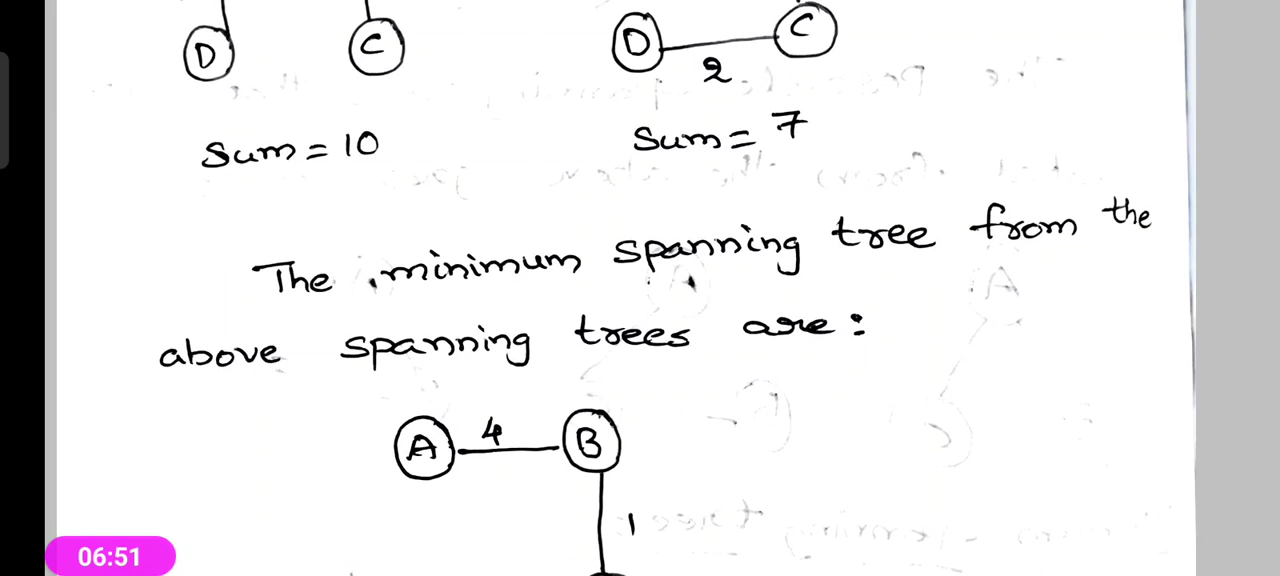 D C D C
2
Sum = 10 Sum = 7
The minimum spanning tree from the
above spanning trees are:
A 4 B
1
06:51